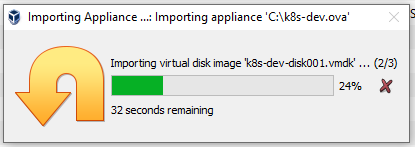 Importing Appliance ...: Importing appliance 'C:\k8s-dev.ova'
Importing virtual disk image 'k8s-dev-disk001.vmdk' ... (2/3)
24%
32 seconds remaining